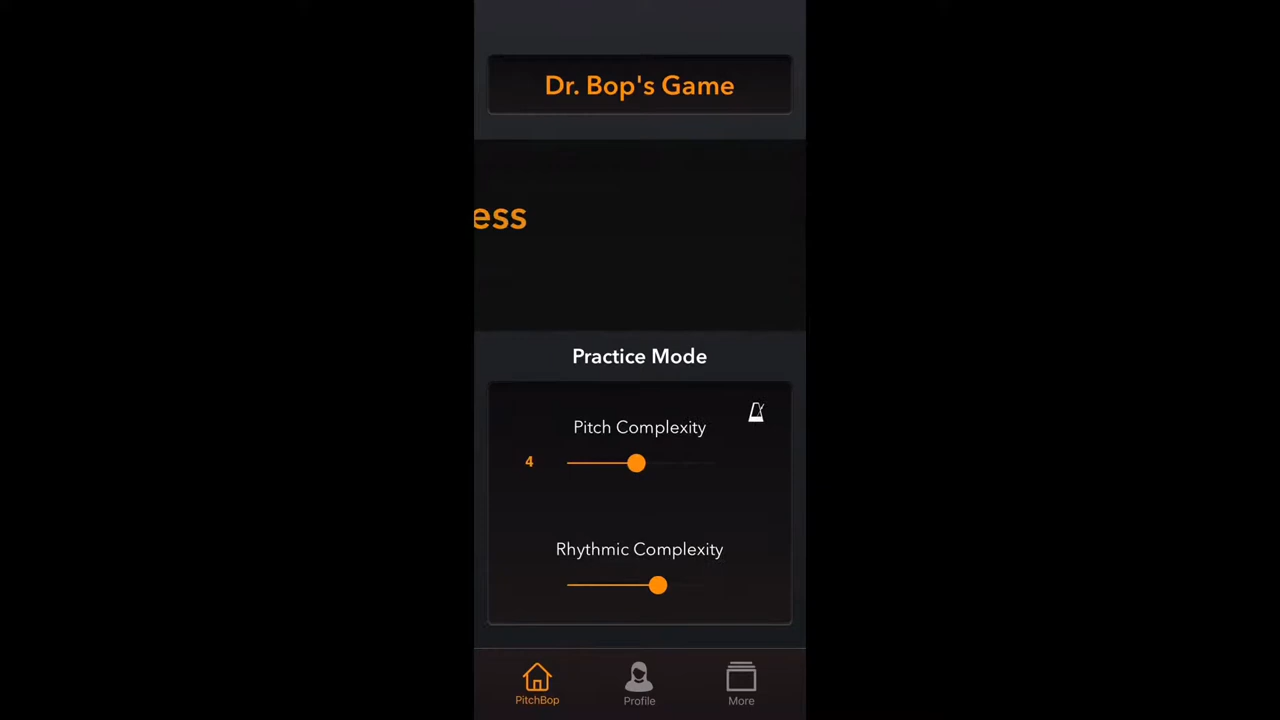 Dr. Bop's Game
ess
Practice Mode
Pitch Complexity
4
Rhythmic Complexity
PitchBop
Profile
More